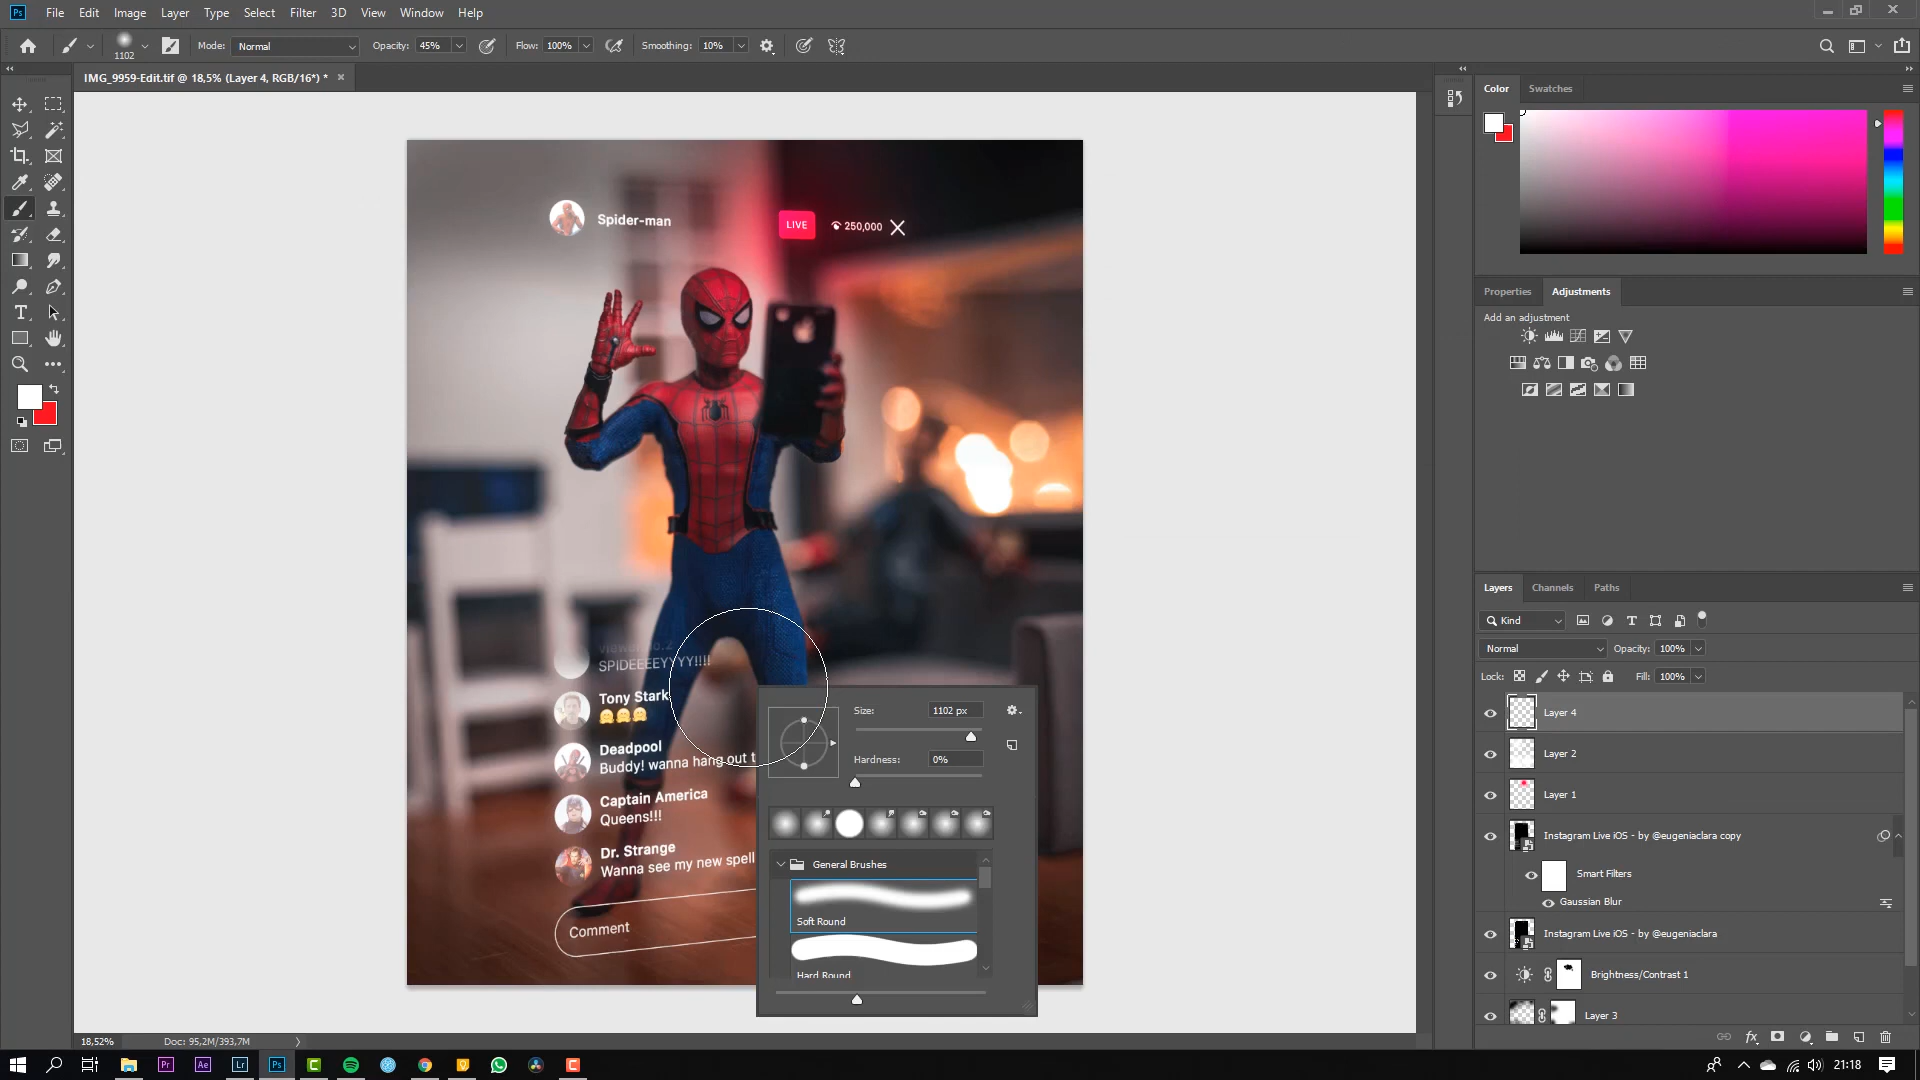 Ps File Edit Image Layer Type Select Filter 3D View Window Help
1102 Mode: Normal Opacity: 45% Flow: 100% Smoothing: 10%
IMG_9959-Edit.tif @ 18,5% (Layer 4, RGB/16*) *
Spider-man
LIVE 250,000
SPIDEEEEYYYY!!!!
Tony Stark
Deadpool
Buddy! wanna hang out t
Captain America
Queens!!!
Dr. Strange
Wanna see my new spell
Comment
Size: 1102 px
Hardness: 0%
General Brushes
Soft Round
Hard Round
Color Swatches
Properties Adjustments
Add an adjustment
Layers Channels Paths
Kind
Normal Opacity: 100%
Lock: Fill: 100%
Layer 4
Layer 2
Layer 1
Instagram Live iOS - by @eugeniaclara copy
Smart Filters
Gaussian Blur
Instagram Live iOS - by @eugeniaclara
Brightness/Contrast 1
Layer 3
18,52% Doc: 95,2M/393,7M
Pr Ae Lr Ps
21:18